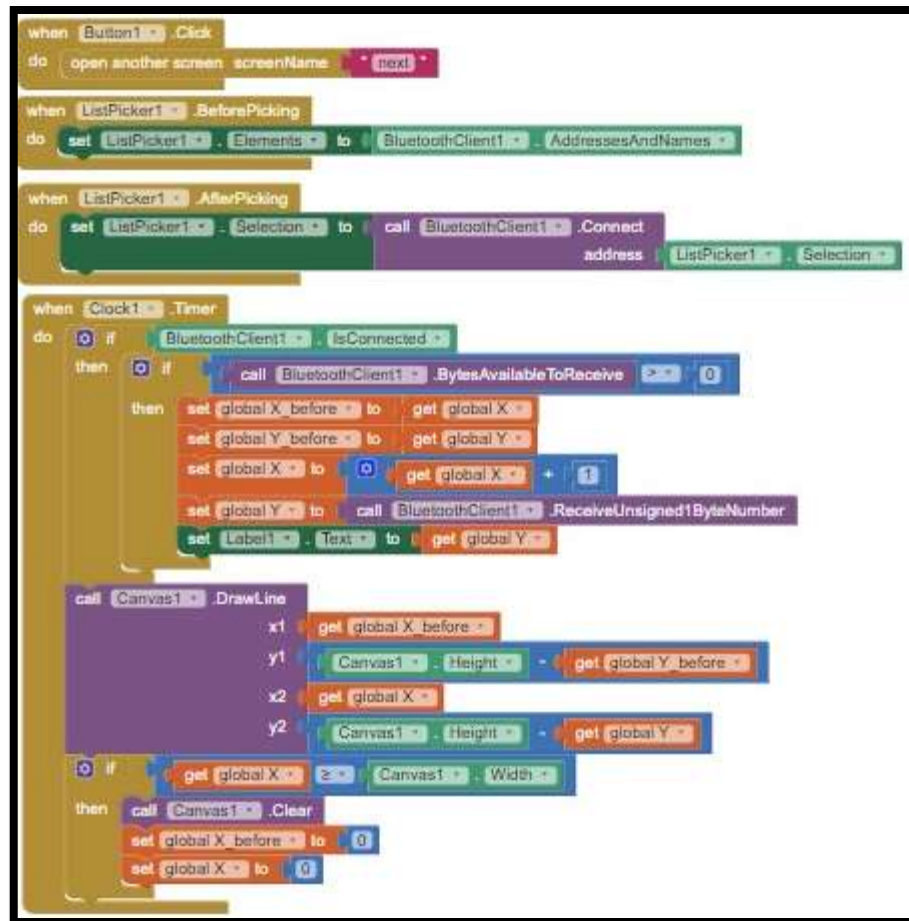 when Button1 .Click
do open another screen screenName " next "
when ListPicker1 .BeforePicking
do set ListPicker1 . Elements to BluetoothClient1 . AddressesAndNames
when ListPicker1 .AfterPicking
do set ListPicker1 . Selection to call BluetoothClient1 .Connect
address ListPicker1 . Selection
when Clock1 .Timer
do if BluetoothClient1 . IsConnected
then if call BluetoothClient1 .BytesAvailableToReceive > 0
then set global X_before to get global X
set global Y_before to get global Y
set global X to get global X + 1
set global Y to call BluetoothClient1 .ReceiveUnsigned1ByteNumber
set Label1 . Text to get global Y
call Canvas1 .DrawLine
x1 get global X_before
y1 Canvas1 . Height - get global Y_before
x2 get global X
y2 Canvas1 . Height - get global Y
if get global X ≥ Canvas1 . Width
then call Canvas1 .Clear
set global X_before to 0
set global X to 0